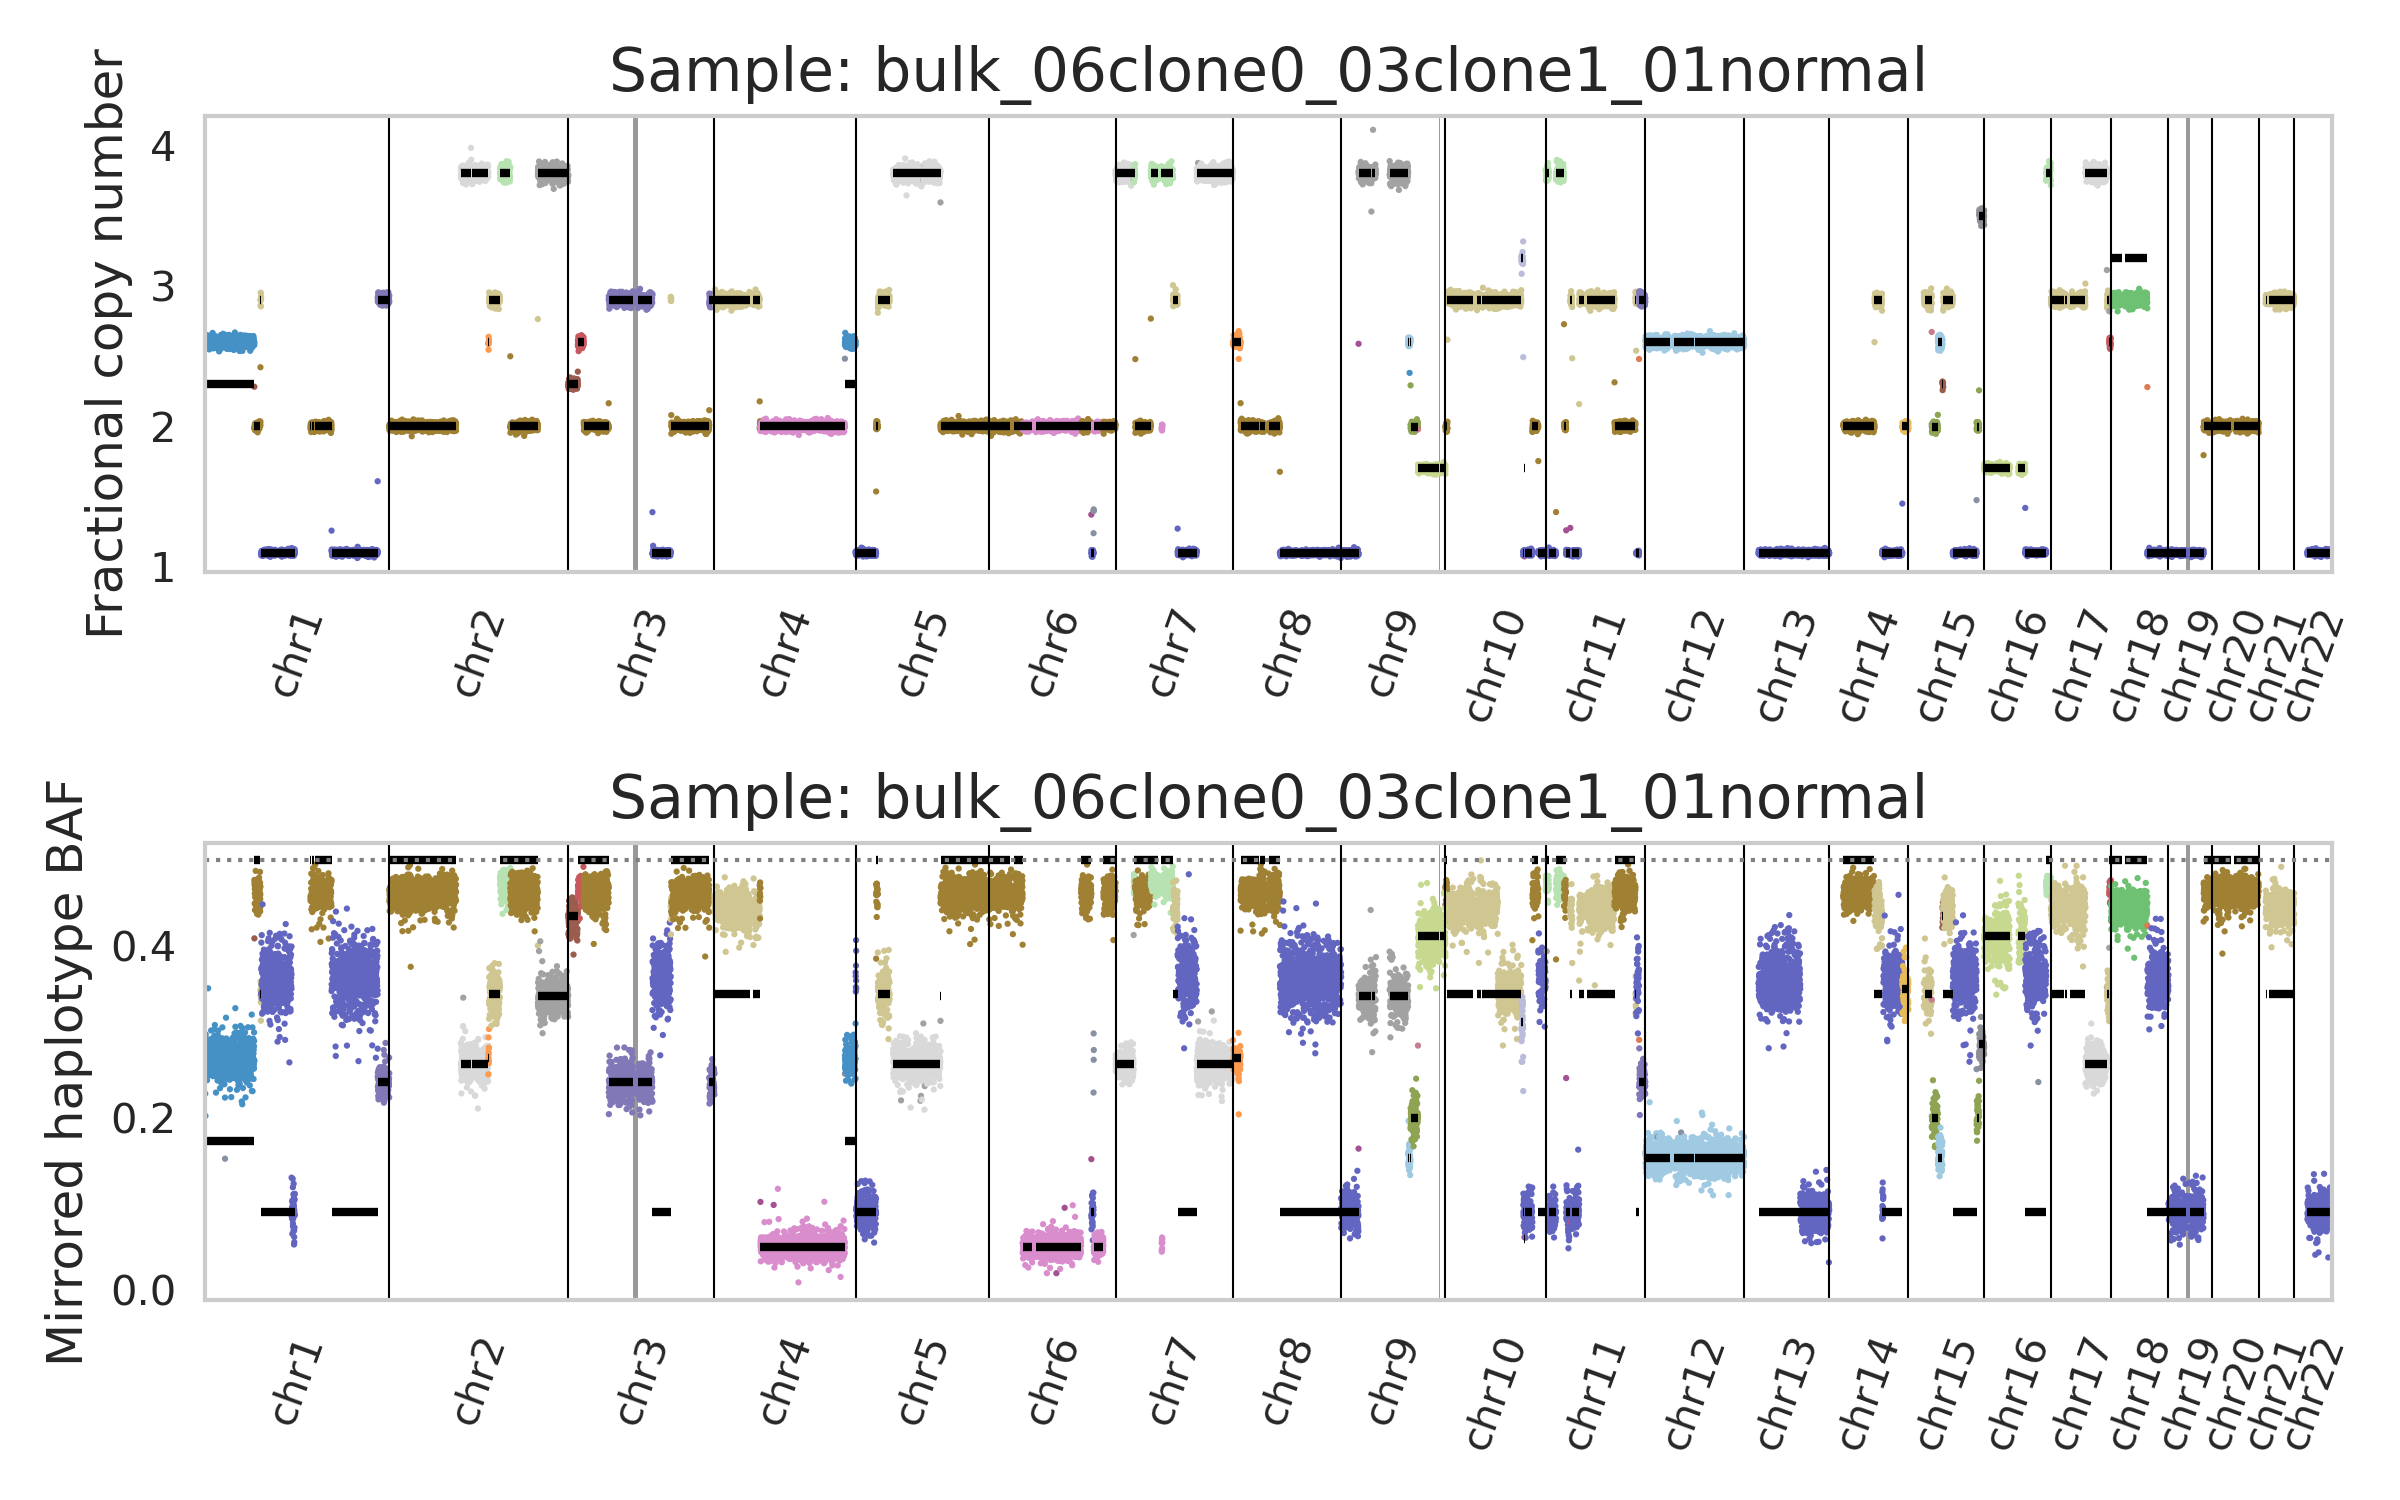 Sample: bulk_06clone0_03clone1_01normal
Fractional copy number
4
3
2
1
chr1 chr2 chr3 chr4 chr5 chr6 chr7 chr8 chr9 chr10 chr11 chr12 chr13 chr14 chr15 chr16 chr17 chr18 chr19 chr20 chr21 chr22
Sample: bulk_06clone0_03clone1_01normal
Mirrored haplotype BAF
0.4
0.2
0.0
chr1 chr2 chr3 chr4 chr5 chr6 chr7 chr8 chr9 chr10 chr11 chr12 chr13 chr14 chr15 chr16 chr17 chr18 chr19 chr20 chr21 chr22